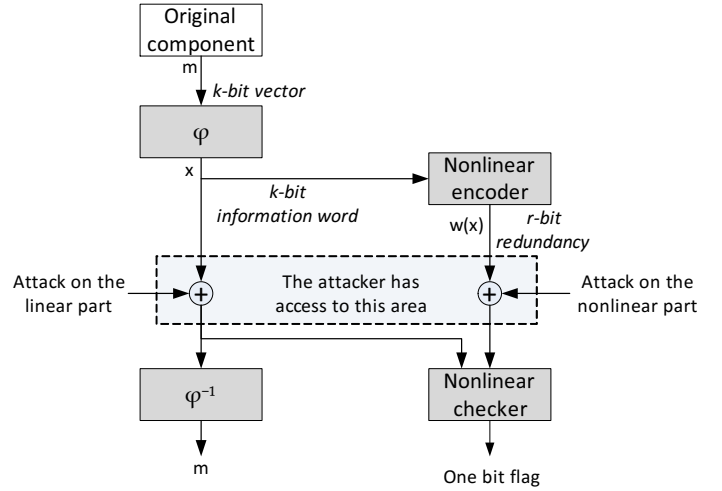 Original
component
m
k-bit vector
φ
x
k-bit
information word
Nonlinear
encoder
w(x)
r-bit
redundancy
Attack on the
linear part
+
The attacker has
access to this area
+
Attack on the
nonlinear part
φ⁻¹
Nonlinear
checker
m
One bit flag